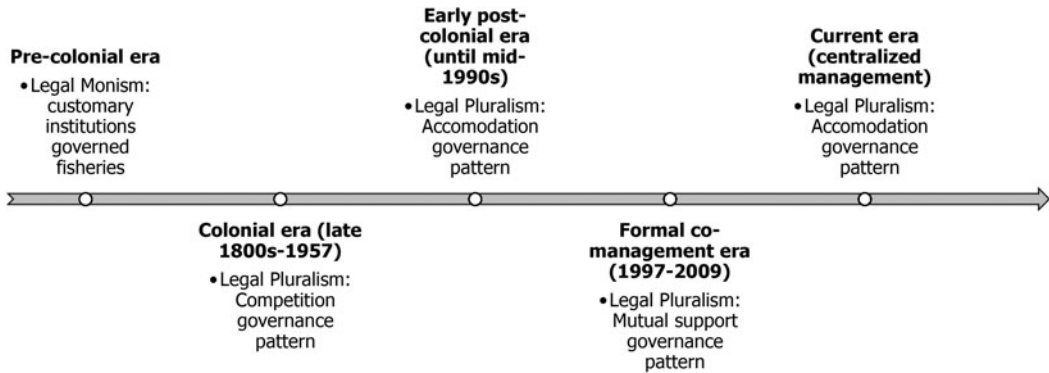 Pre-colonial era
•Legal Monism:
customary
institutions
governed
fisheries
Colonial era (late
1800s-1957)
•Legal Pluralism:
Competition
governance
pattern
Early post-
colonial era
(until mid-
1990s)
•Legal Pluralism:
Accomodation
governance
pattern
Formal co-
management era
(1997-2009)
•Legal Pluralism:
Mutual support
governance
pattern
Current era
(centralized
management)
•Legal Pluralism:
Accomodation
governance
pattern